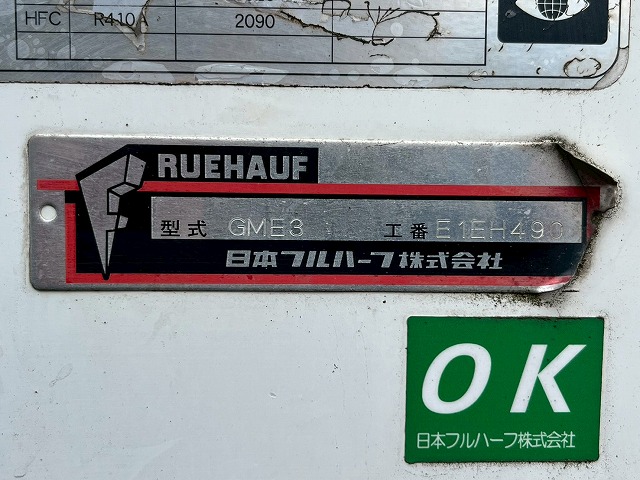 HFC R410A 2090
RUEHAUF
型式 GME3 工番 E1EH490
日本フルハーフ株式会社
OK
日本フルハーフ株式会社